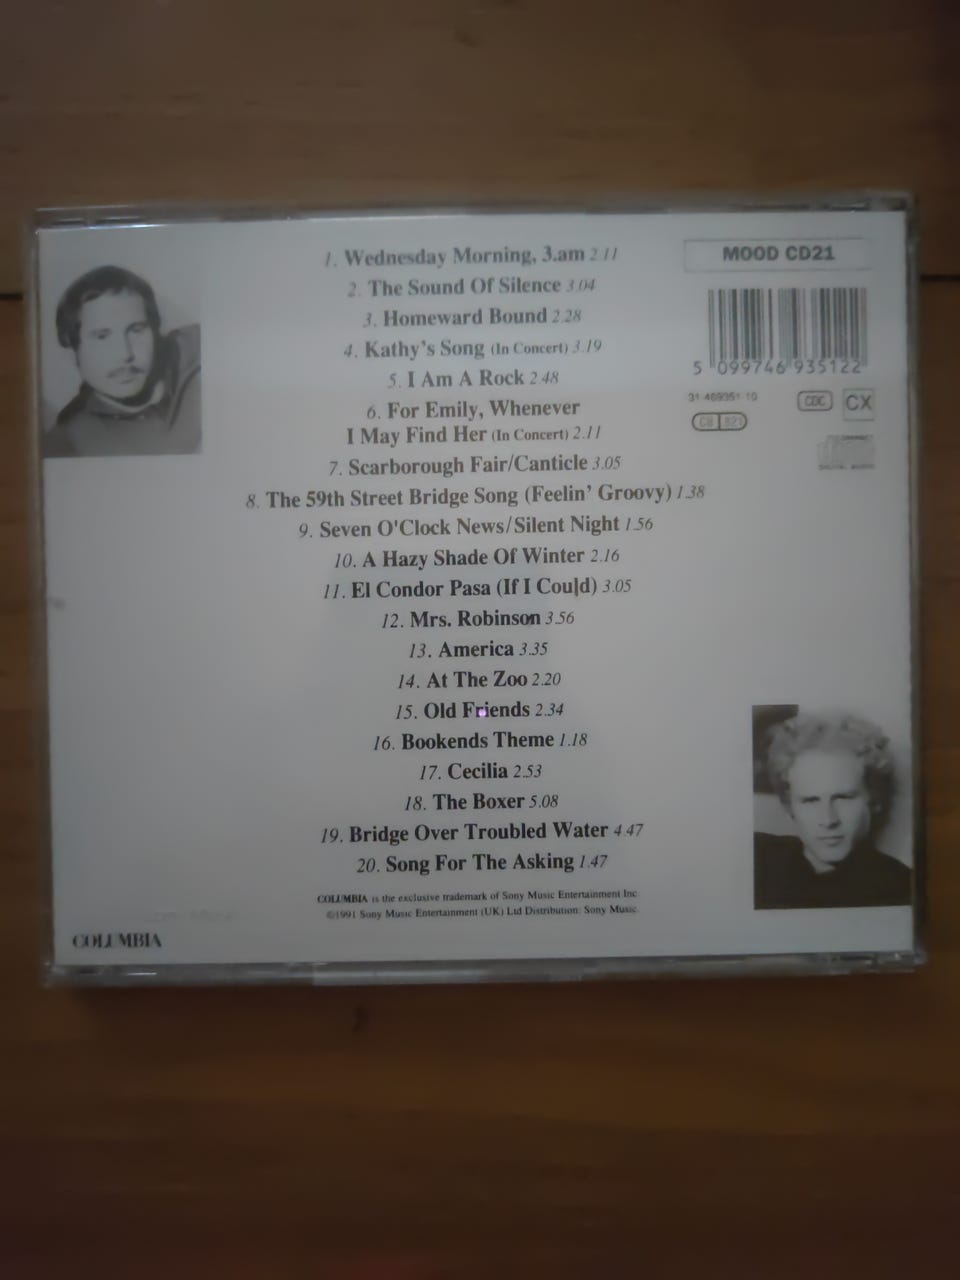 1. Wednesday Morning, 3.am 2.11
2. The Sound Of Silence 3.04
3. Homeward Bound 2.28
4. Kathy's Song (In Concert) 3.19
5. I Am A Rock 2.48
6. For Emily, Whenever
I May Find Her (In Concert) 2.11
7. Scarborough Fair/Canticle 3.05
8. The 59th Street Bridge Song (Feelin' Groovy) 1.38
9. Seven O'Clock News/Silent Night 1.56
10. A Hazy Shade Of Winter 2.16
11. El Condor Pasa (If I Could) 3.05
12. Mrs. Robinson 3.56
13. America 3.35
14. At The Zoo 2.20
15. Old Friends 2.34
16. Bookends Theme 1.18
17. Cecilia 2.53
18. The Boxer 5.08
19. Bridge Over Troubled Water 4.47
20. Song For The Asking 1.47
COLUMBIA is the exclusive trademark of Sony Music Entertainment Inc
©1991 Sony Music Entertainment (UK) Ltd Distribution: Sony Music.
COLUMBIA
MOOD CD21
5 099746 935122
31 469351 10
CDC CX
DIGITAL AUDIO